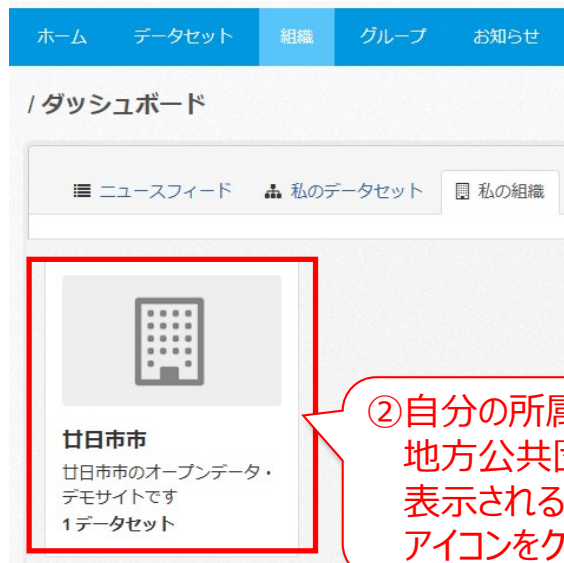 ホーム データセット 組織 グループ お知らせ
/ ダッシュボード
ニュースフィード 私のデータセット 私の組織
廿日市市
廿日市市のオープンデータ・
デモサイトです
1 データセット
②自分の所属
地方公共団
表示される
アイコンをク